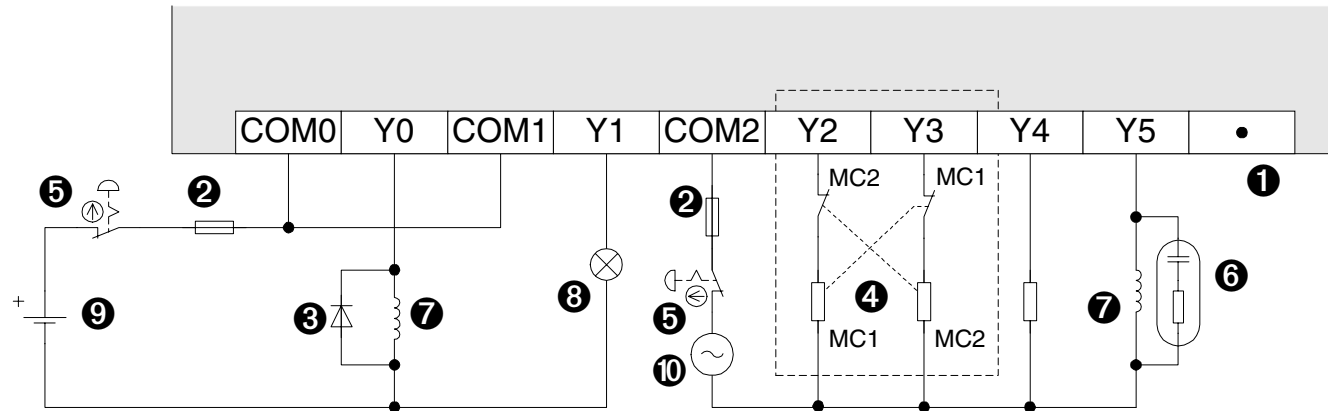 COM0 Y0 COM1 Y1 COM2 Y2 Y3 Y4 Y5 •
MC2 MC1 ❶
❺ ❷ ❷
❻
❽ ❺ ❹
+ ❾ ❸ ❼ ❼
MC1 MC2
❿